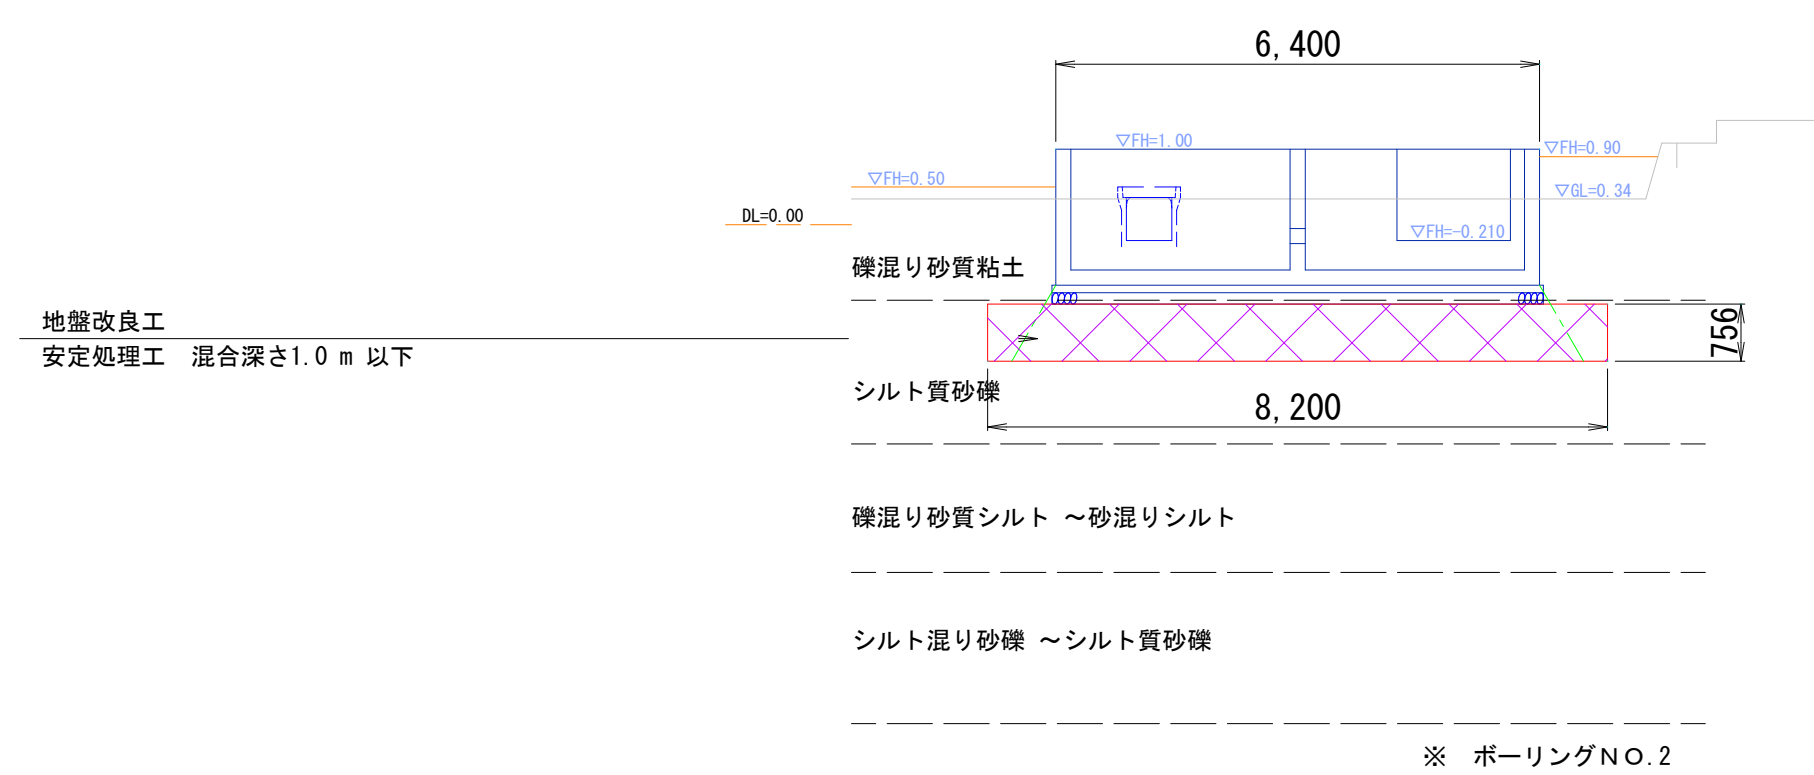 6,400
▽FH=1.00
▽FH=0.90
▽FH=0.50
▽GL=0.34
DL=0.00
▽FH=-0.210
礫混り砂質粘土
地盤改良工
安定処理工 混合深さ1.0 m 以下
756
シルト質砂礫
8,200
礫混り砂質シルト ～砂混りシルト
シルト混り砂礫 ～シルト質砂礫
※ ボーリングＮＯ.2